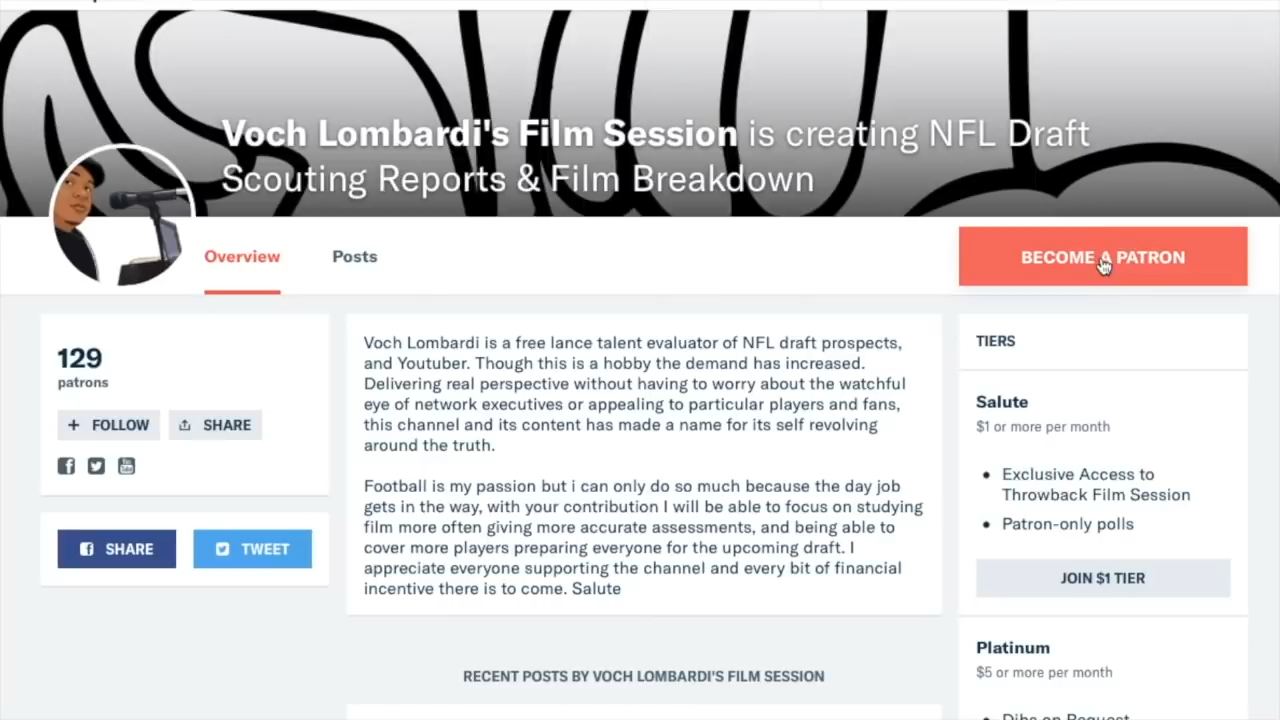 Voch Lombardi's Film Session is creating NFL Draft
Scouting Reports & Film Breakdown
Overview
Posts
BECOME A PATRON
129
patrons
+ FOLLOW
SHARE
SHARE
TWEET
Voch Lombardi is a free lance talent evaluator of NFL draft prospects,
and Youtuber. Though this is a hobby the demand has increased.
Delivering real perspective without having to worry about the watchful
eye of network executives or appealing to particular players and fans,
this channel and its content has made a name for its self revolving
around the truth.
Football is my passion but i can only do so much because the day job
gets in the way, with your contribution I will be able to focus on studying
film more often giving more accurate assessments, and being able to
cover more players preparing everyone for the upcoming draft. I
appreciate everyone supporting the channel and every bit of financial
incentive there is to come. Salute
RECENT POSTS BY VOCH LOMBARDI'S FILM SESSION
TIERS
Salute
$1 or more per month
• Exclusive Access to
Throwback Film Session
• Patron-only polls
JOIN $1 TIER
Platinum
$5 or more per month
• Dibs on Request